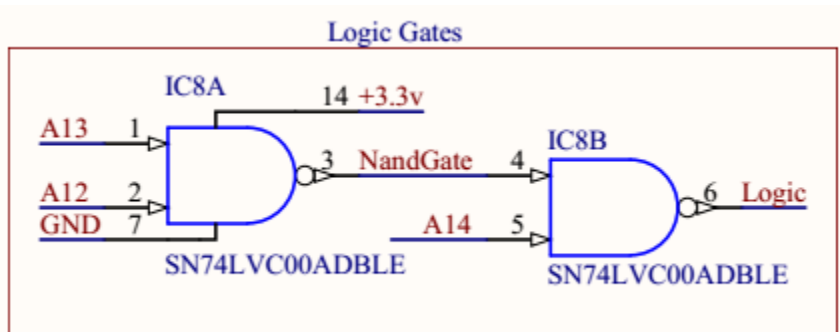 Logic Gates
IC8A
14 +3.3v
A13 1
IC8B
3 NandGate 4
A12 2
6 Logic
GND 7
A14 5
SN74LVC00ADBLE
SN74LVC00ADBLE